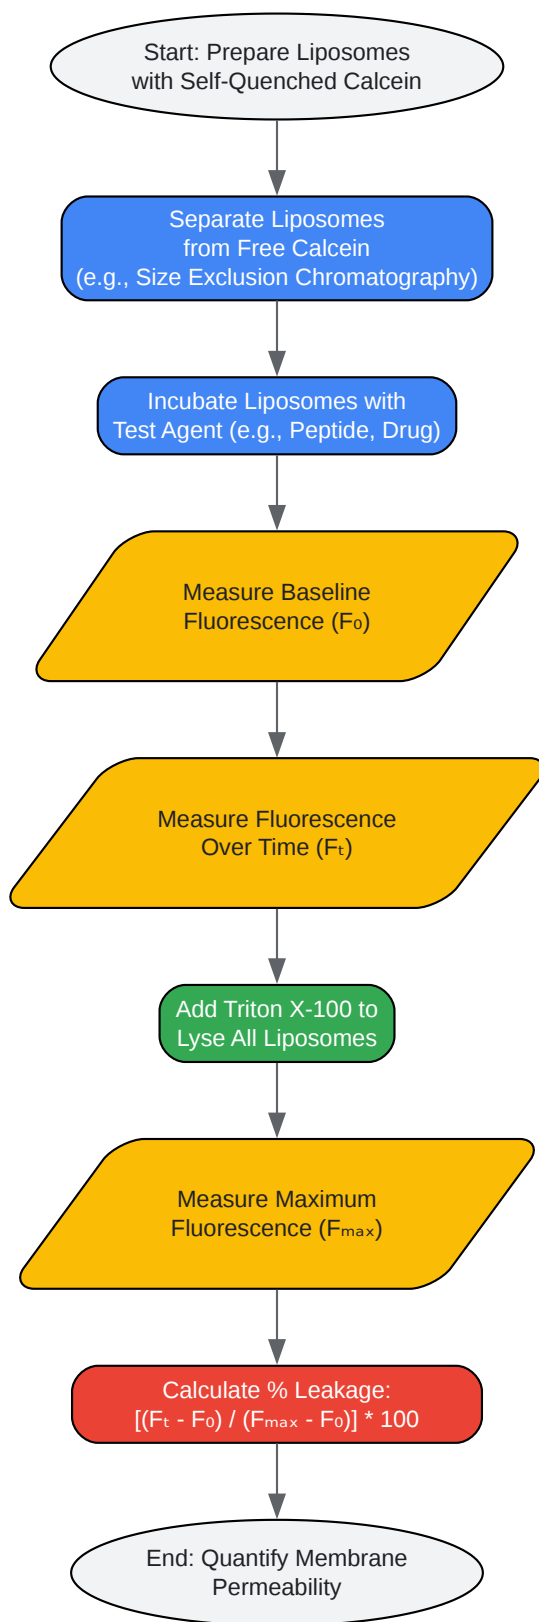 Start: Prepare Liposomes
with Self-Quenched Calcein
Separate Liposomes
from Free Calcein
(e.g., Size Exclusion Chromatography)
Incubate Liposomes with
Test Agent (e.g., Peptide, Drug)
Measure Baseline
Fluorescence (F₀)
Measure Fluorescence
Over Time (Fₜ)
Add Triton X-100 to
Lyse All Liposomes
Measure Maximum
Fluorescence (Fₘₐₓ)
Calculate % Leakage:
[(Fₜ - F₀) / (Fₘₐₓ - F₀)] * 100
End: Quantify Membrane
Permeability